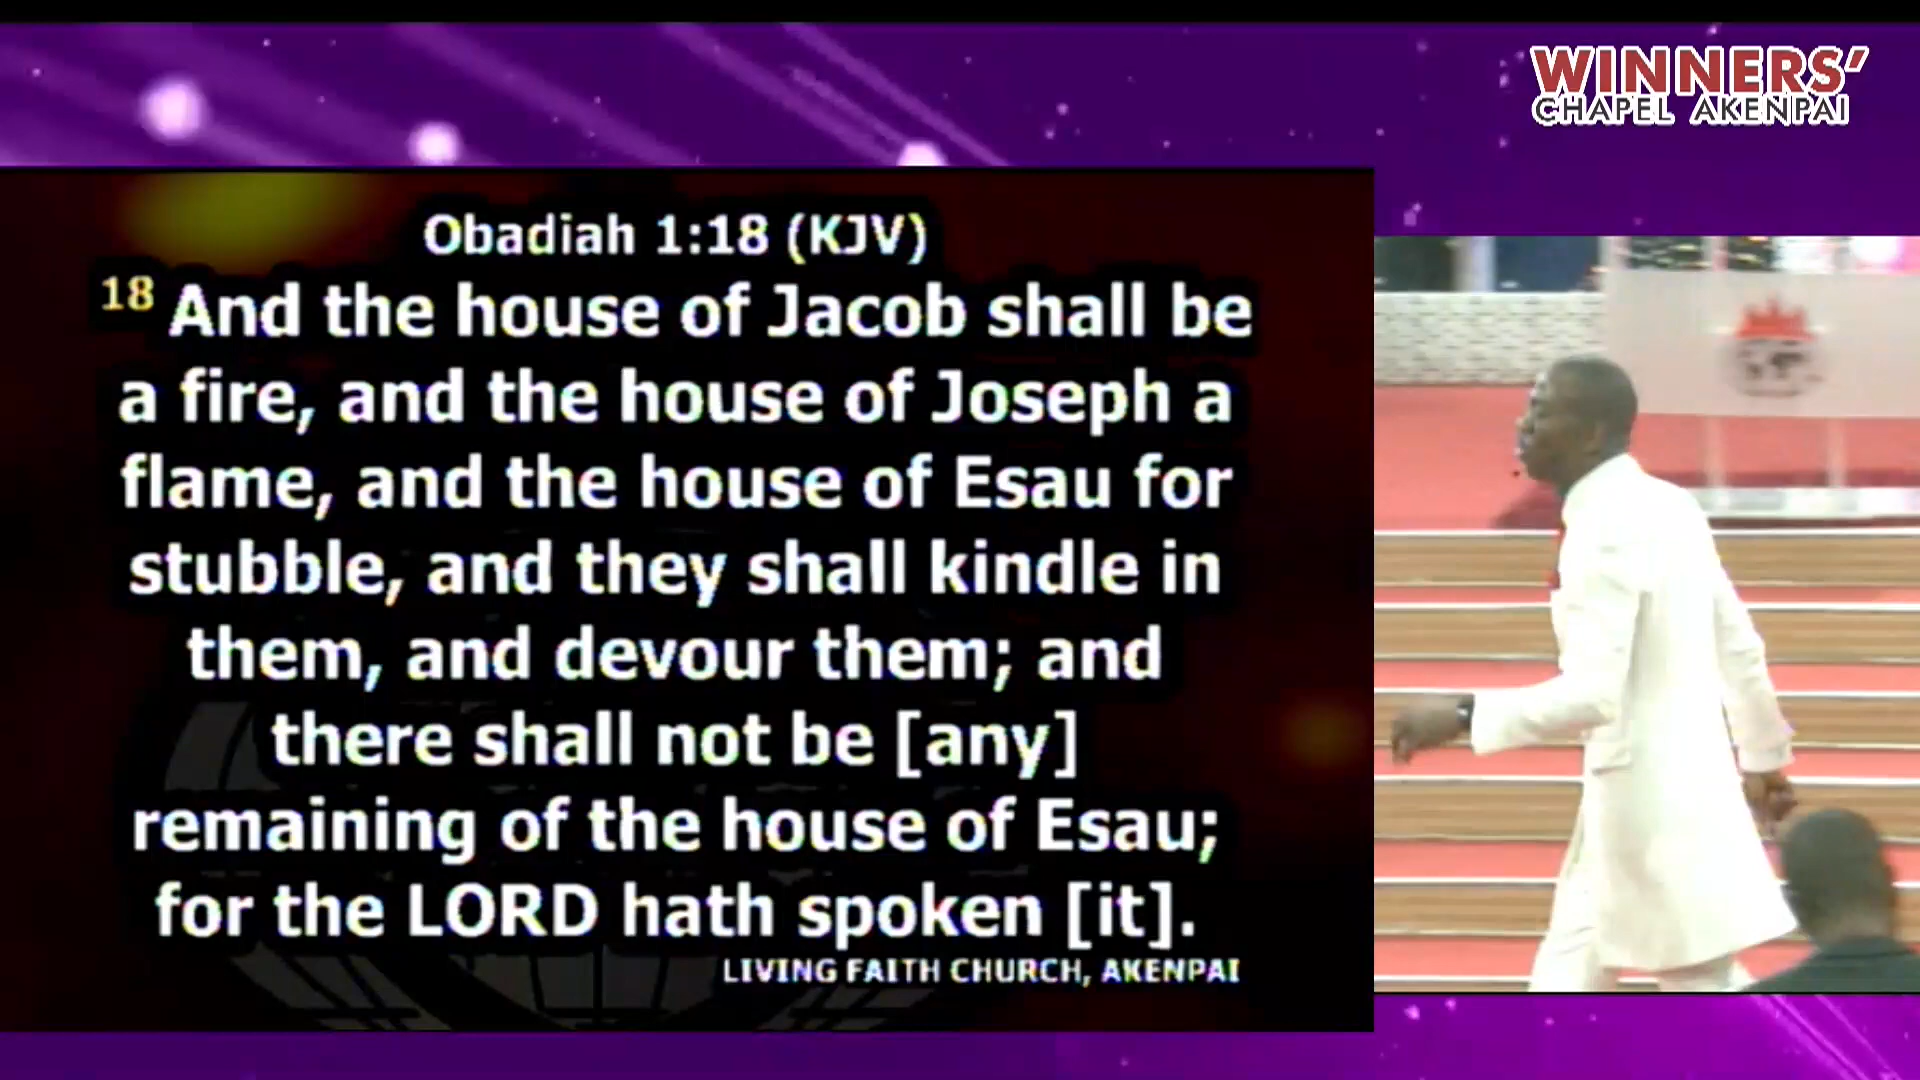 WINNERS'
CHAPEL AKENPAI
Obadiah 1:18 (KJV)
18 And the house of Jacob shall be
a fire, and the house of Joseph a
flame, and the house of Esau for
stubble, and they shall kindle in
them, and devour them; and
there shall not be [any]
remaining of the house of Esau;
for the LORD hath spoken [it].
LIVING FAITH CHURCH, AKENPAI